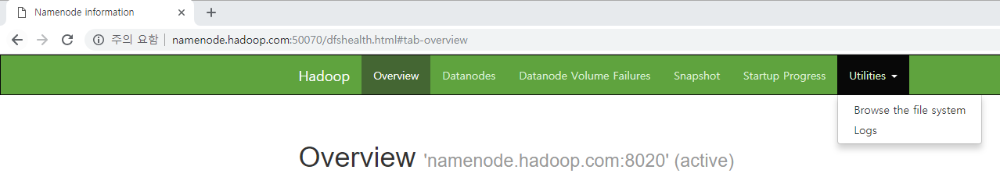 Namenode information
주의 요함 | namenode.hadoop.com:50070/dfshealth.html#tab-overview
Hadoop Overview Datanodes Datanode Volume Failures Snapshot Startup Progress Utilities
Browse the file system
Logs
Overview 'namenode.hadoop.com:8020' (active)